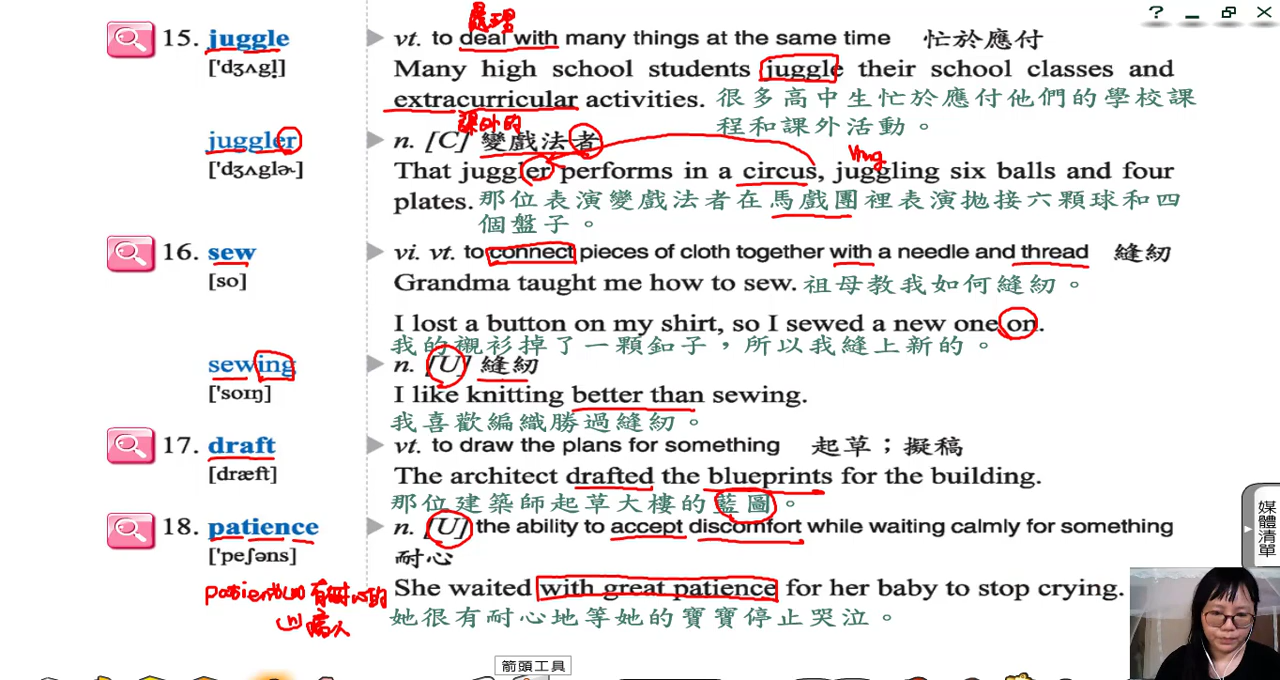 處理
15. juggle vt. to deal with many things at the same time 忙於應付
[ˈdʒʌgl̩] Many high school students juggle their school classes and
extracurricular activities. 很多高中生忙於應付他們的學校課
課外的 程和課外活動。
juggler n. [C] 變戲法者
Ving
[ˈdʒʌglɚ] That juggler performs in a circus, juggling six balls and four
plates. 那位表演變戲法者在馬戲團裡表演拋接六顆球和四
個盤子。
16. sew vi. vt. to connect pieces of cloth together with a needle and thread 縫紉
[so] Grandma taught me how to sew. 祖母教我如何縫紉。
I lost a button on my shirt, so I sewed a new one on.
我的襯衫掉了一顆釦子，所以我縫上新的。
sewing n. [U] 縫紉
[ˈsoɪŋ] I like knitting better than sewing.
我喜歡編織勝過縫紉。
17. draft vt. to draw the plans for something 起草；擬稿
[dræft] The architect drafted the blueprints for the building.
那位建築師起草大樓的藍圖。
18. patience n. [U] the ability to accept discomfort while waiting calmly for something
[ˈpeʃəns] 耐心
patient (a) 有耐心的 She waited with great patience for her baby to stop crying.
(n) 病人 她很有耐心地等她的寶寶停止哭泣。
媒體清單
箭頭工具